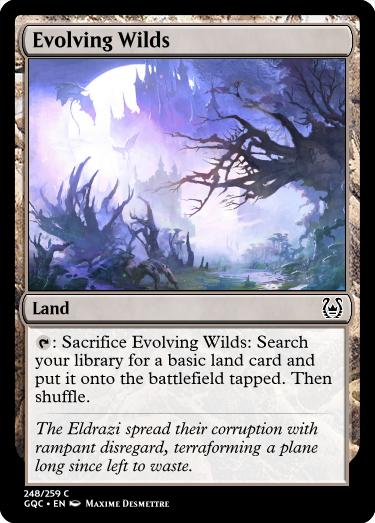 Evolving Wilds
Land
: Sacrifice Evolving Wilds: Search
your library for a basic land card and
put it onto the battlefield tapped. Then
shuffle.
The Eldrazi spread their corruption with
rampant disregard, terraforming a plane
long since left to waste.
248/259 C
GQC • EN Maxime Desmettre